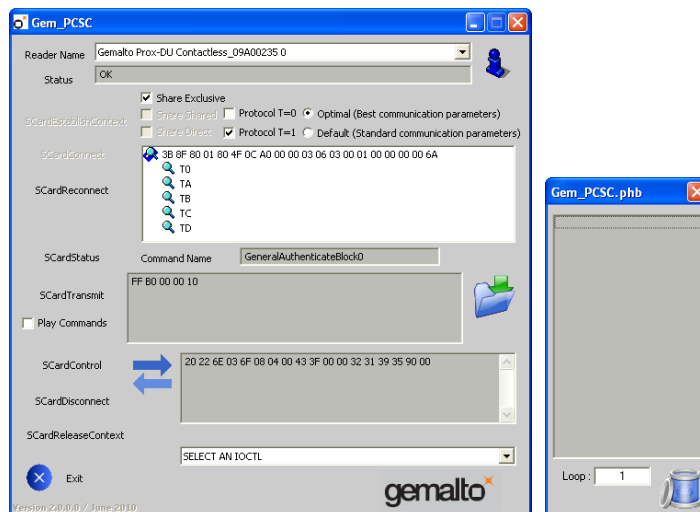 Gem_PCSC
Reader Name
Gemalto Prox-DU Contactless_09A00235 0
Status
OK
Share Exclusive
SCardEstablishContext
Share Shared
Protocol T=0
Optimal (Best communication parameters)
Share Direct
Protocol T=1
Default (Standard communication parameters)
SCardConnect
3B 8F 80 01 80 4F 0C A0 00 00 03 06 03 00 01 00 00 00 00 6A
T0
TA
SCardReconnect
TB
TC
TD
SCardStatus
Command Name
GeneralAuthenticateBlock0
SCardTransmit
FF B0 00 00 10
Play Commands
SCardControl
20 22 6E 03 6F 08 04 00 43 3F 00 00 32 31 39 35 90 00
SCardDisconnect
SCardReleaseContext
SELECT AN IOCTL
Exit
gemalto
Version 2.0.0.0 / June 2010
Gem_PCSC.phb
Loop :
1